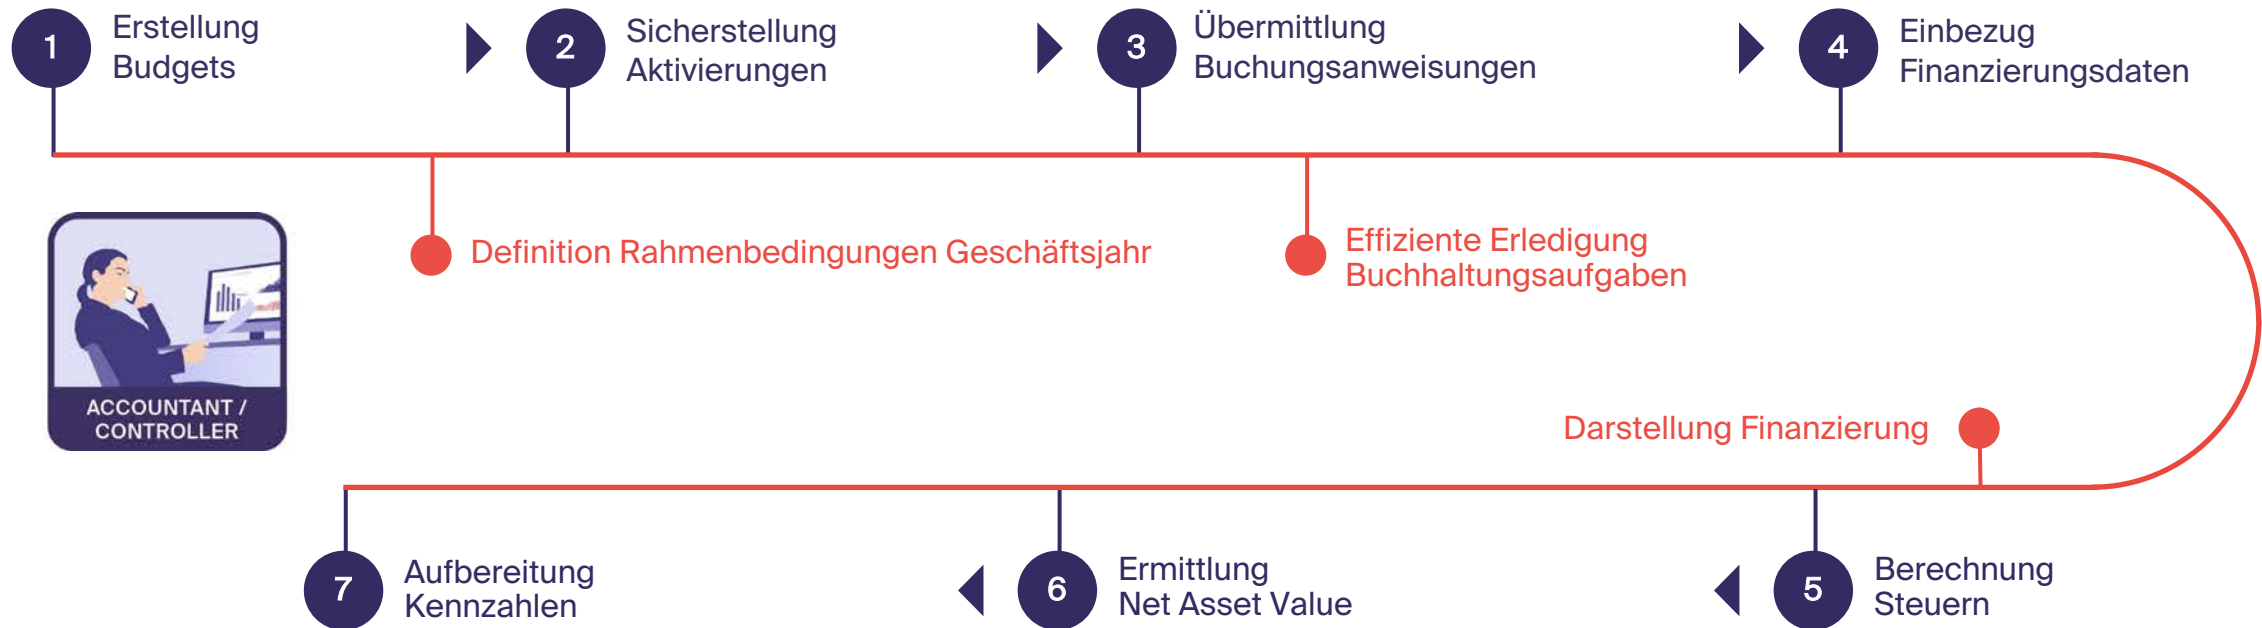 1
Erstellung
Budgets
2
Sicherstellung
Aktivierungen
3
Übermittlung
Buchungsanweisungen
4
Einbezug
Finanzierungsdaten
Definition Rahmenbedingungen Geschäftsjahr
Effiziente Erledigung
Buchhaltungsaufgaben
ACCOUNTANT /
CONTROLLER
Darstellung Finanzierung
5
Berechnung
Steuern
6
Ermittlung
Net Asset Value
7
Aufbereitung
Kennzahlen